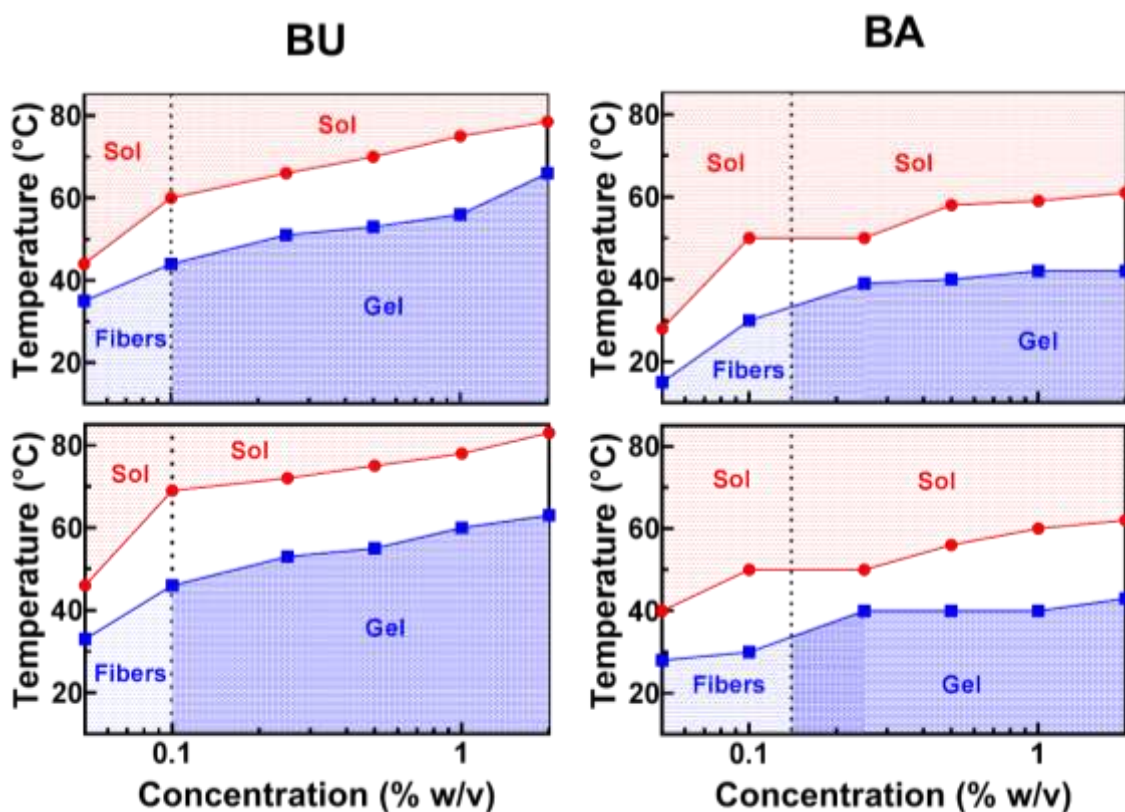 BU
BA
Temperature (°C)
80
60
40
20
Sol
Sol
Gel
Fibers
Temperature (°C)
80
60
40
20
Sol
Sol
Gel
Fibers
Temperature (°C)
80
60
40
20
Sol
Sol
Gel
Fibers
0.1
1
Concentration (% w/v)
Temperature (°C)
80
60
40
20
Sol
Sol
Fibers
Gel
0.1
1
Concentration (% w/v)